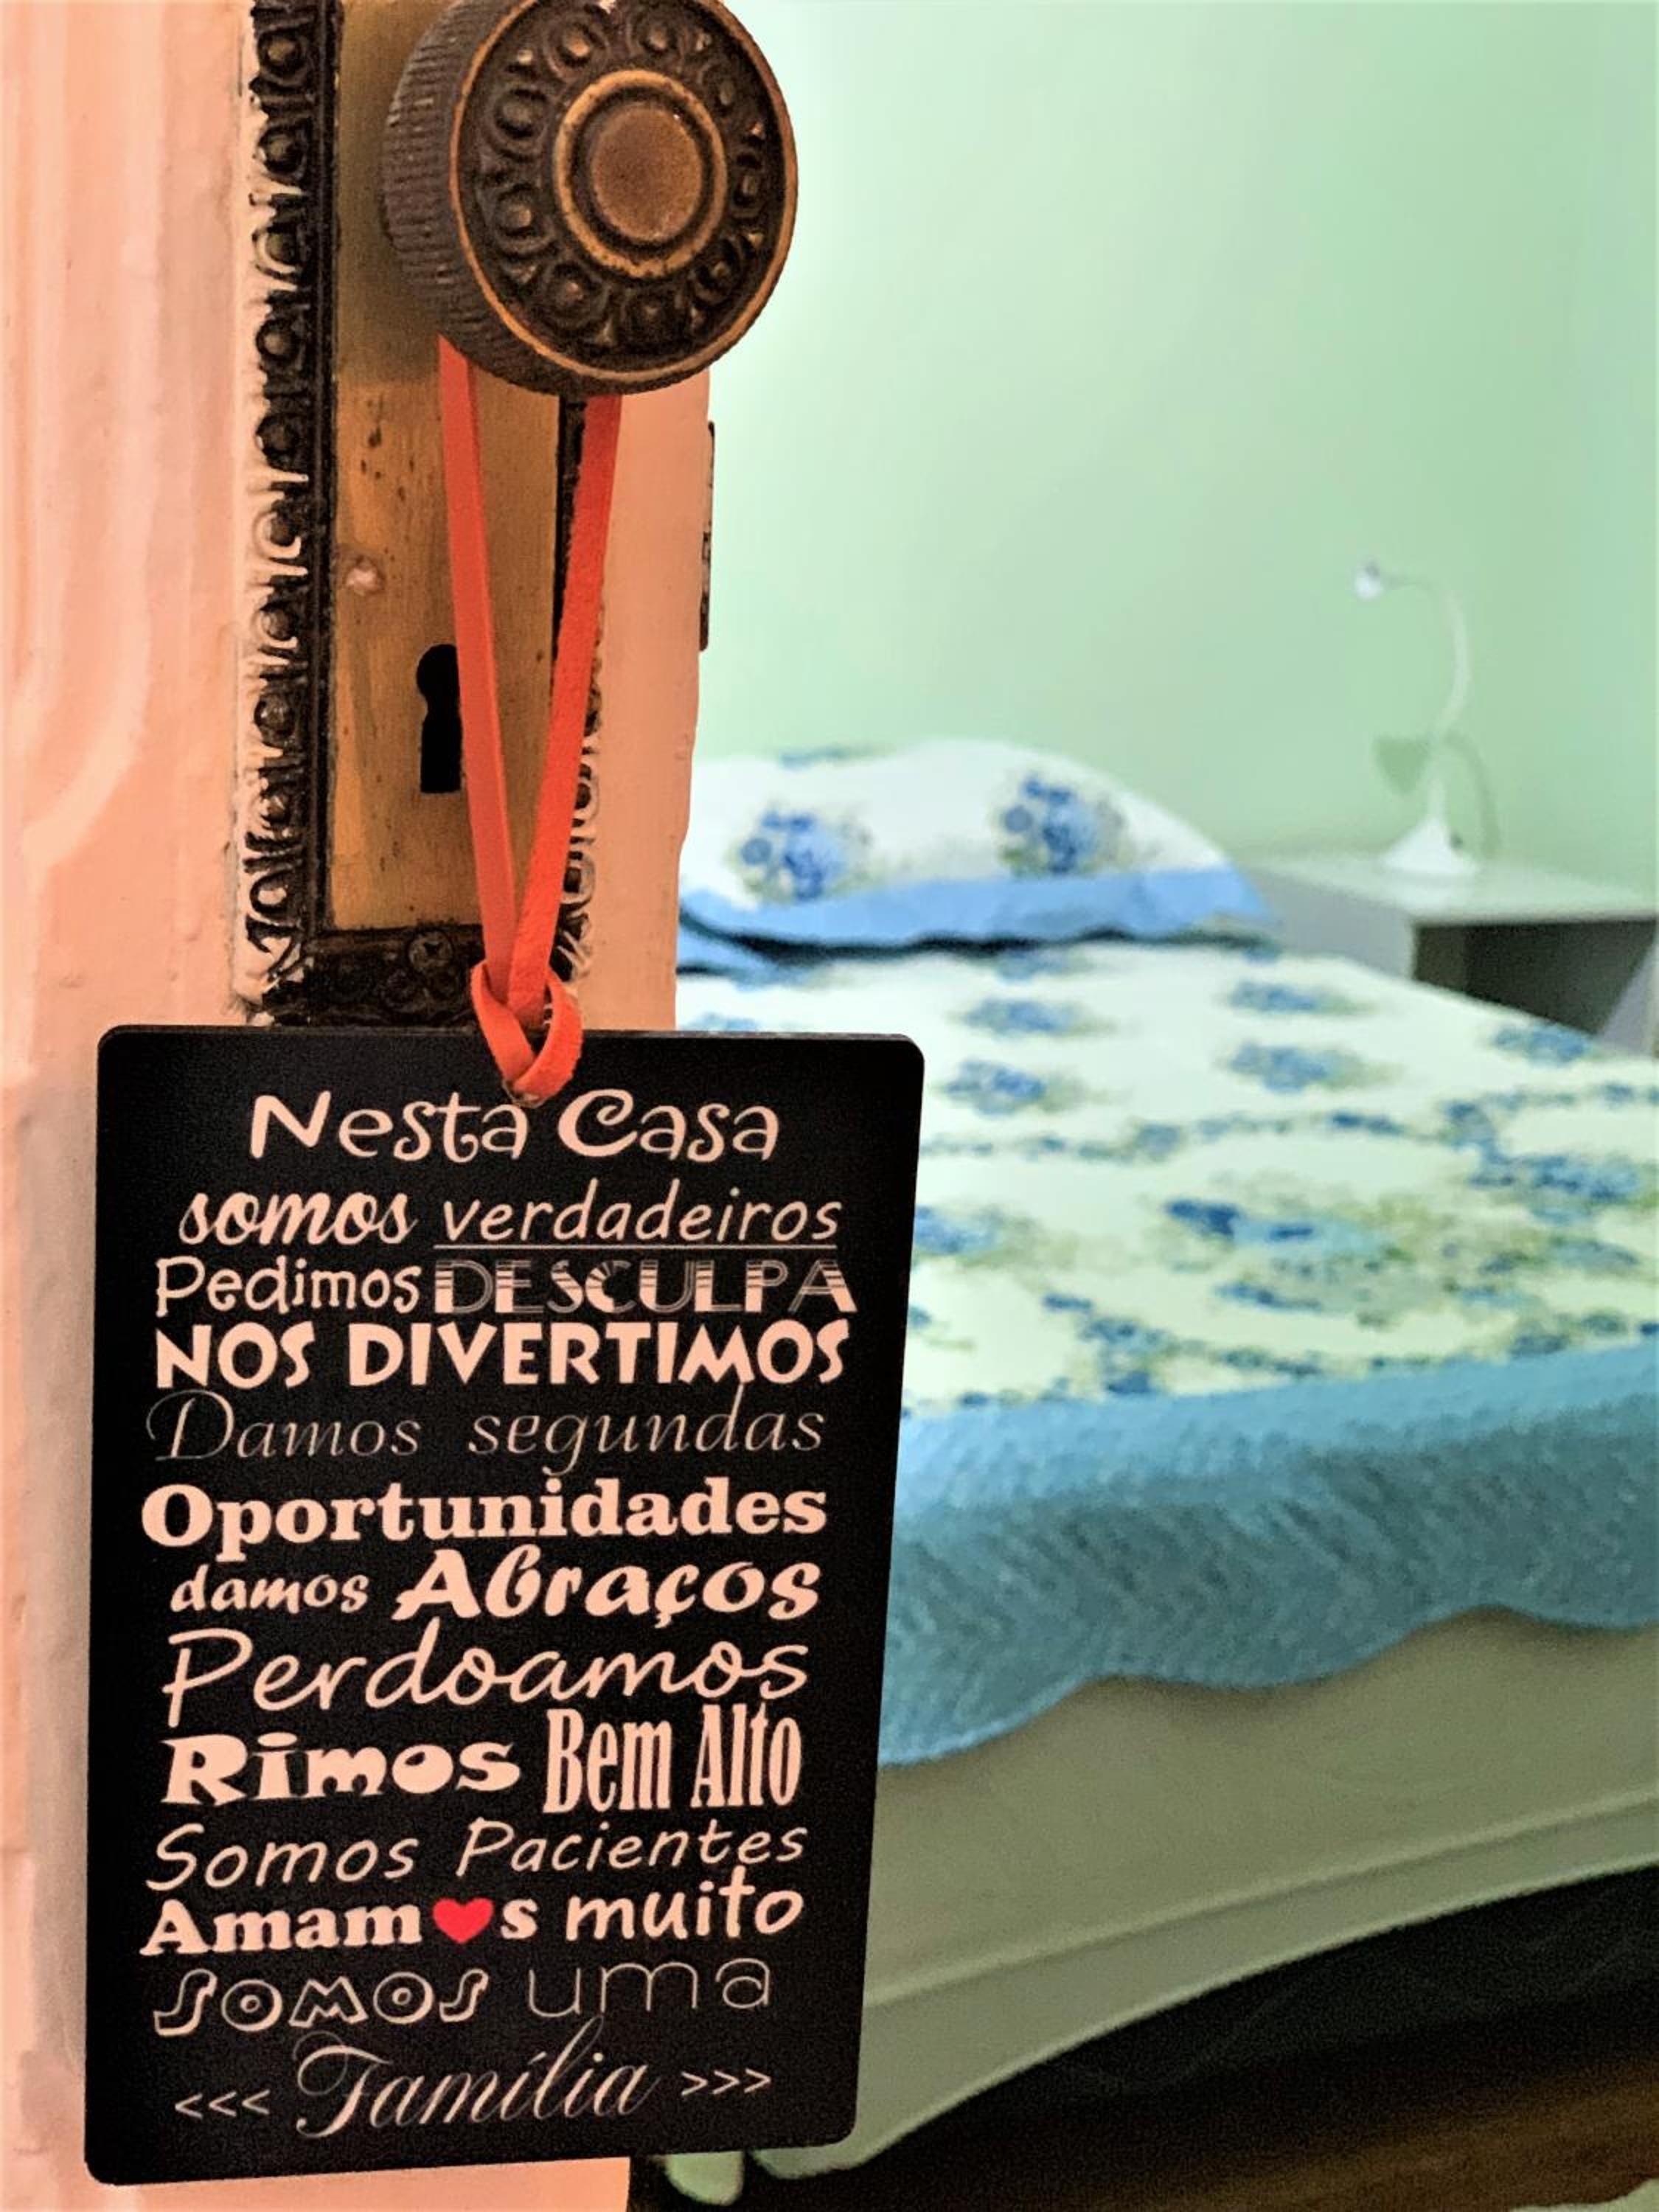 Nesta Casa
somos verdadeiros
Pedimos DESCULPA
NOS DIVERTIMOS
Damos segundas
Oportunidades
damos Abraços
Perdoamos
Rimos Bem Alto
Somos Pacientes
Amam❤s muito
SOMOS uma
<<< Família >>>